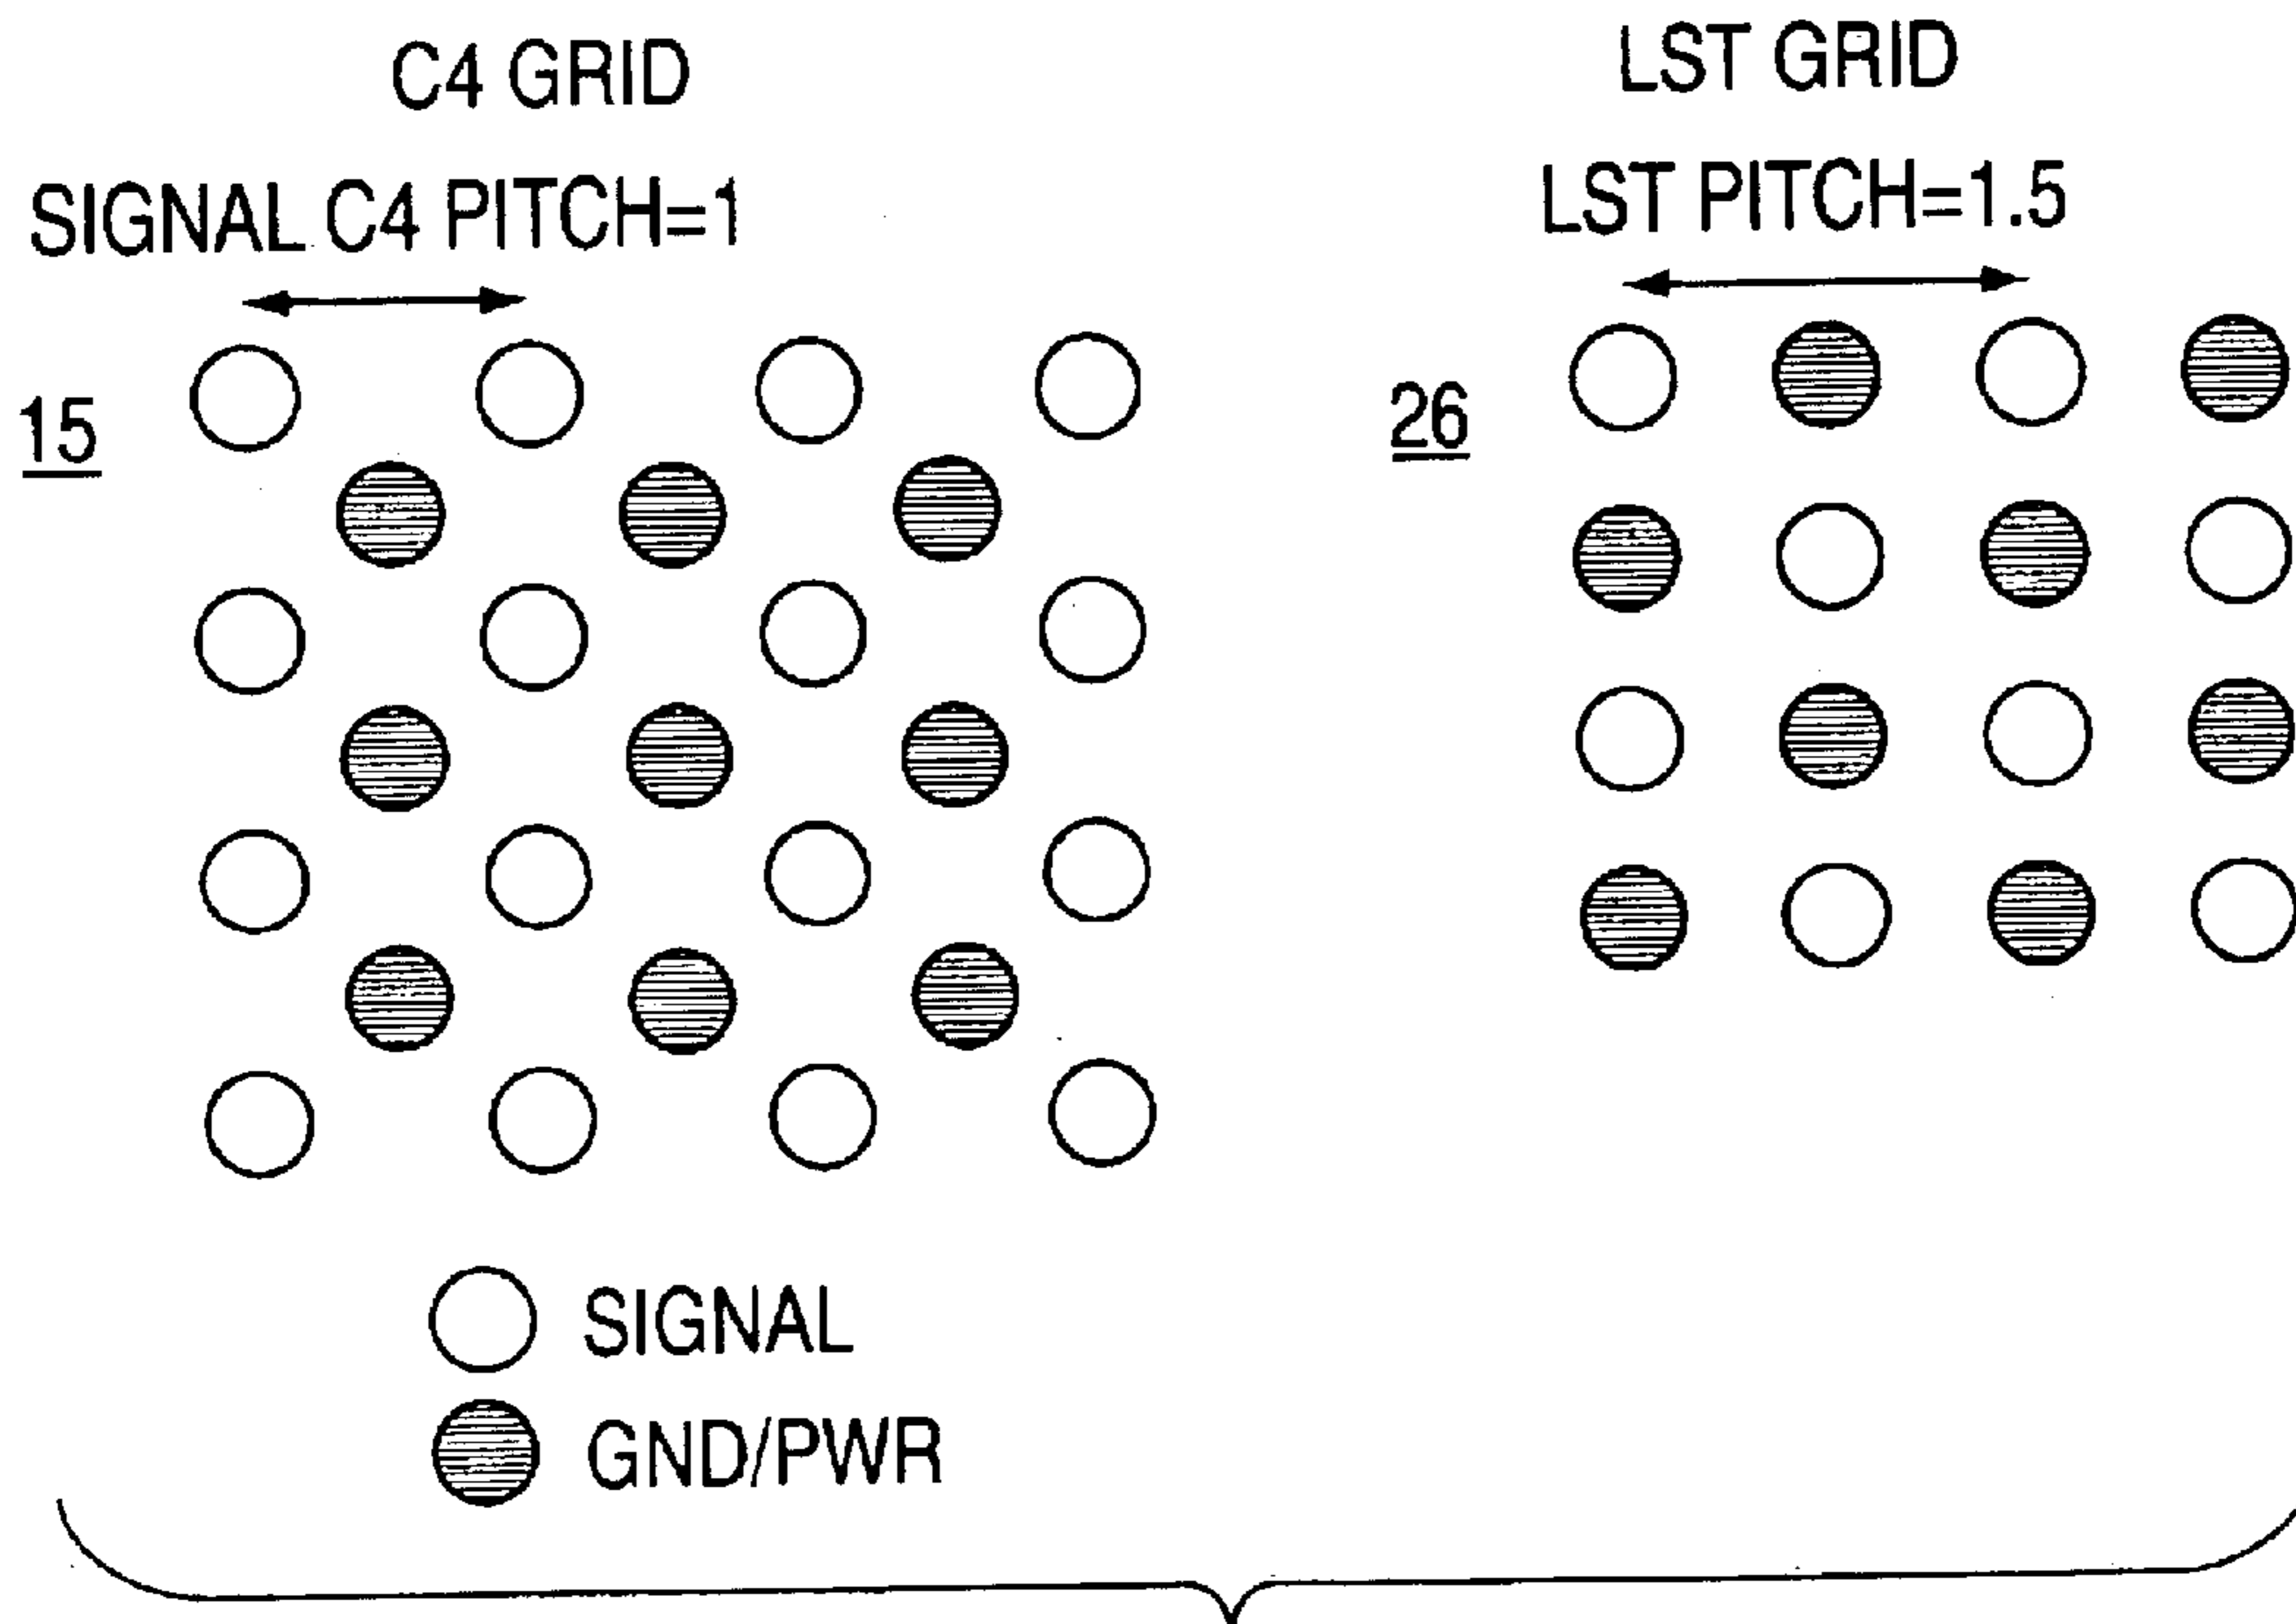 C4 GRID
SIGNAL C4 PITCH=1
15
LST GRID
LST PITCH=1.5
26
SIGNAL
GND/PWR